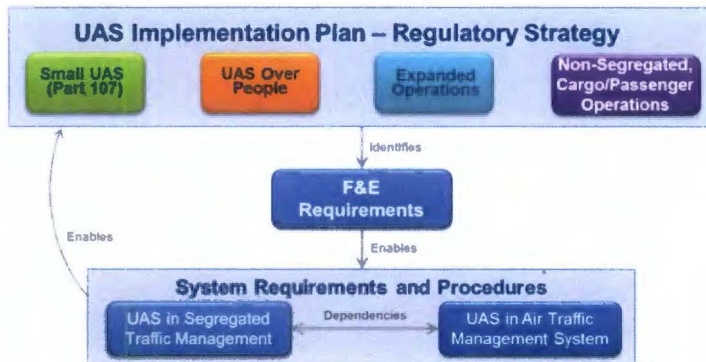 UAS Implementation Plan – Regulatory Strategy
Small UAS
(Part 107)
UAS Over
People
Expanded
Operations
Non-Segregated,
Cargo/Passenger
Operations
Identifies
F&E
Requirements
Enables
Enables
System Requirements and Procedures
UAS in Segregated
Traffic Management
Dependencies
UAS in Air Traffic
Management System